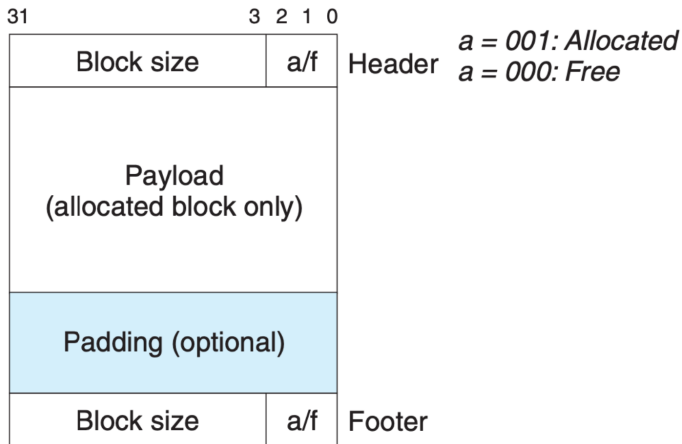 31 3 2 1 0
Block size a/f Header a = 001: Allocated
a = 000: Free
Payload
(allocated block only)
Padding (optional)
Block size a/f Footer